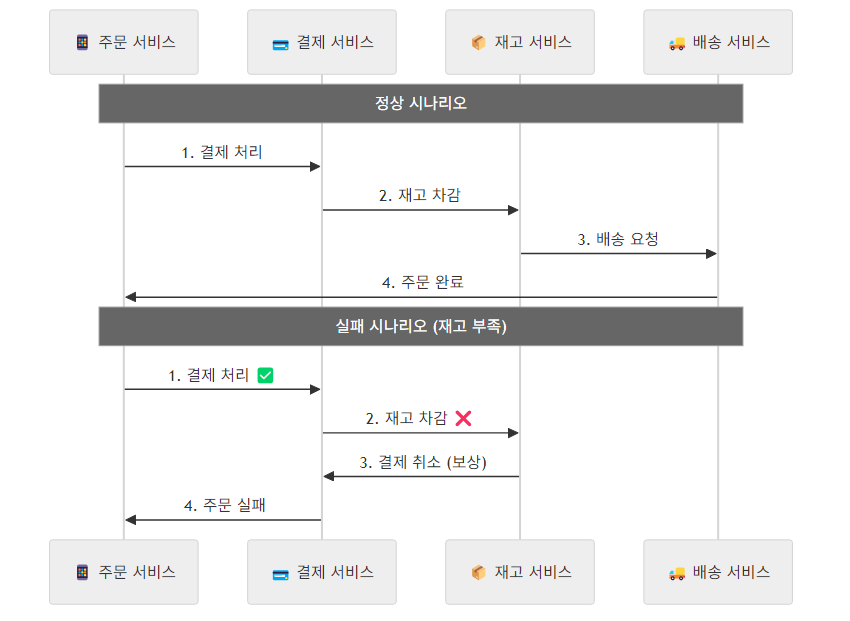 주문 서비스
결제 서비스
재고 서비스
배송 서비스
정상 시나리오
1. 결제 처리
2. 재고 차감
3. 배송 요청
4. 주문 완료
실패 시나리오 (재고 부족)
1. 결제 처리 ✅
2. 재고 차감 ❌
3. 결제 취소 (보상)
4. 주문 실패
주문 서비스
결제 서비스
재고 서비스
배송 서비스